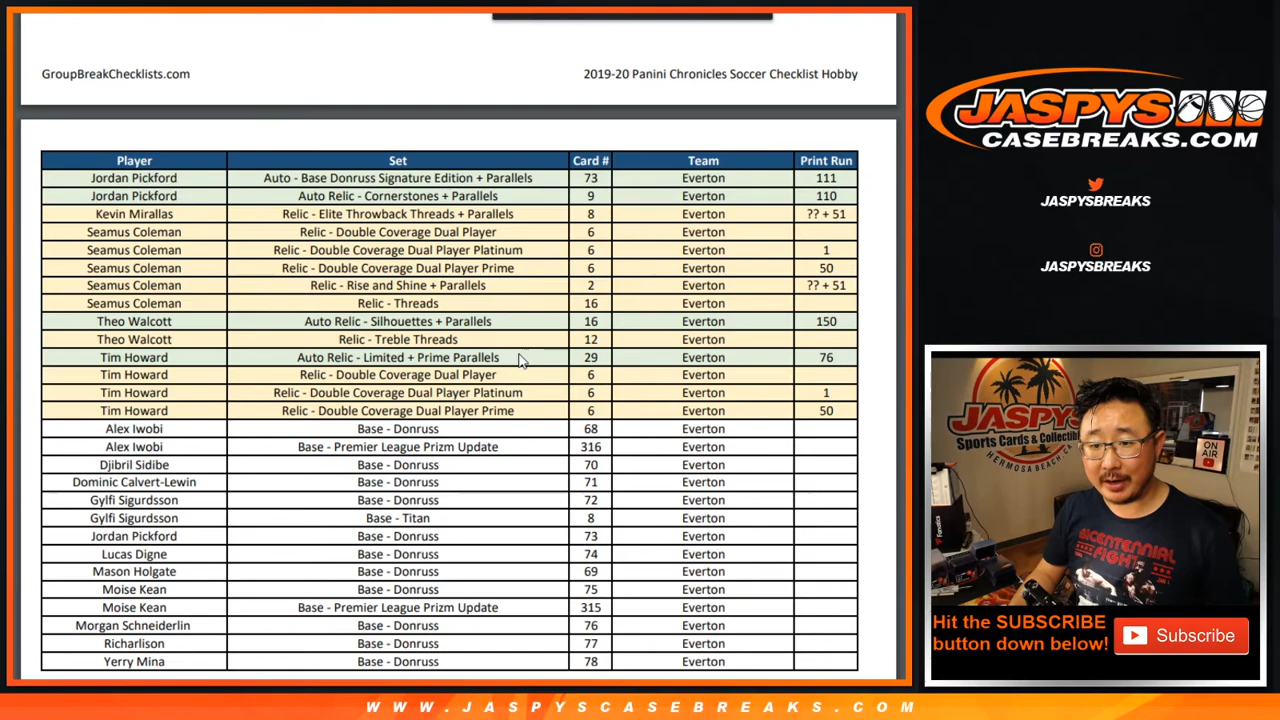 GroupBreakChecklists.com 2019-20 Panini Chronicles Soccer Checklist Hobby
Player Set Card # Team Print Run
Jordan Pickford Auto - Base Donruss Signature Edition + Parallels 73 Everton 111
Jordan Pickford Auto Relic - Cornerstones + Parallels 9 Everton 110
Kevin Mirallas Relic - Elite Throwback Threads + Parallels 8 Everton ?? + 51
Seamus Coleman Relic - Double Coverage Dual Player 6 Everton
Seamus Coleman Relic - Double Coverage Dual Player Platinum 6 Everton 1
Seamus Coleman Relic - Double Coverage Dual Player Prime 6 Everton 50
Seamus Coleman Relic - Rise and Shine + Parallels 2 Everton ?? + 51
Seamus Coleman Relic - Threads 16 Everton
Theo Walcott Auto Relic - Silhouettes + Parallels 16 Everton 150
Theo Walcott Relic - Treble Threads 12 Everton
Tim Howard Auto Relic - Limited + Prime Parallels 29 Everton 76
Tim Howard Relic - Double Coverage Dual Player 6 Everton
Tim Howard Relic - Double Coverage Dual Player Platinum 6 Everton 1
Tim Howard Relic - Double Coverage Dual Player Prime 6 Everton 50
Alex Iwobi Base - Donruss 68 Everton
Alex Iwobi Base - Premier League Prizm Update 316 Everton
Djibril Sidibe Base - Donruss 70 Everton
Dominic Calvert-Lewin Base - Donruss 71 Everton
Gylfi Sigurdsson Base - Donruss 72 Everton
Gylfi Sigurdsson Base - Titan 8 Everton
Jordan Pickford Base - Donruss 73 Everton
Lucas Digne Base - Donruss 74 Everton
Mason Holgate Base - Donruss 69 Everton
Moise Kean Base - Donruss 75 Everton
Moise Kean Base - Premier League Prizm Update 315 Everton
Morgan Schneiderlin Base - Donruss 76 Everton
Richarlison Base - Donruss 77 Everton
Yerry Mina Base - Donruss 78 Everton
JASPYS
CASEBREAKS.COM
JASPYSBREAKS
JASPYSBREAKS
JASPYS
Sports Cards & Collectibles
HERMOSA BEACH, CA
ON
AIR
Fanatics
BICENTENNIAL
FIGHT
Hit the SUBSCRIBE
button down below!
Subscribe
WWW.JASPYSCASEBREAKS.COM